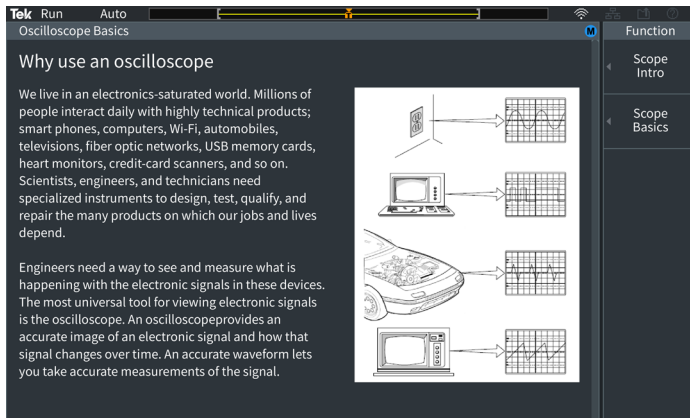 Tek Run Auto
Oscilloscope Basics
M
Function
Why use an oscilloscope
Scope
Intro
Scope
Basics
We live in an electronics-saturated world. Millions of
people interact daily with highly technical products;
smart phones, computers, Wi-Fi, automobiles,
televisions, fiber optic networks, USB memory cards,
heart monitors, credit-card scanners, and so on.
Scientists, engineers, and technicians need
specialized instruments to design, test, qualify, and
repair the many products on which our jobs and lives
depend.
Engineers need a way to see and measure what is
happening with the electronic signals in these devices.
The most universal tool for viewing electronic signals
is the oscilloscope. An oscilloscopeprovides an
accurate image of an electronic signal and how that
signal changes over time. An accurate waveform lets
you take accurate measurements of the signal.